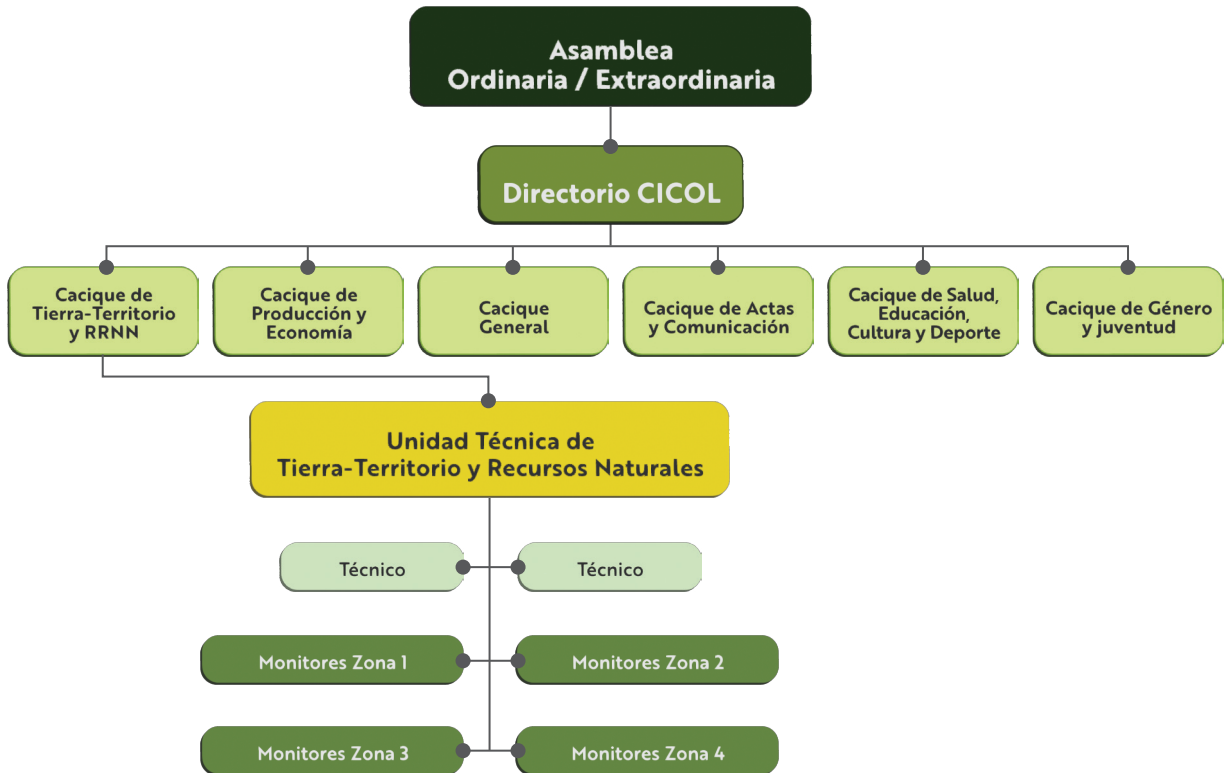 Asamblea
Ordinaria / Extraordinaria
Directorio CICOL
Cacique de
Tierra-Territorio
y RRNN
Cacique de
Producción y
Economía
Cacique
General
Cacique de Actas
y Comunicación
Cacique de Salud,
Educación,
Cultura y Deporte
Cacique de Género
y juventud
Unidad Técnica de
Tierra-Territorio y Recursos Naturales
Técnico
Técnico
Monitores Zona 1
Monitores Zona 2
Monitores Zona 3
Monitores Zona 4